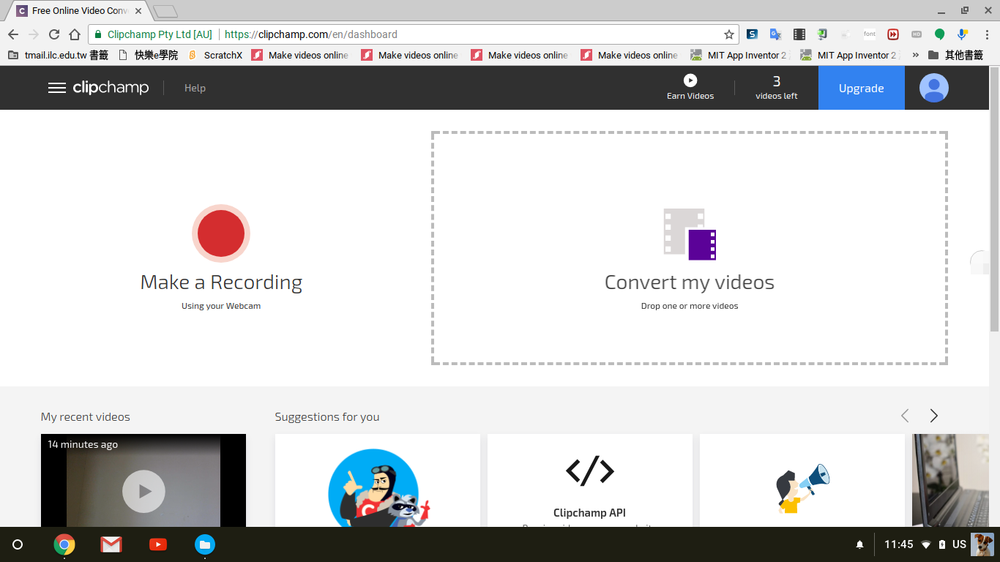 Free Online Video Conv
Clipchamp Pty Ltd [AU]
https://clipchamp.com/en/dashboard
tmail.ilc.edu.tw 書籤
快樂e學院
ScratchX
Make videos online
Make videos online
Make videos online
Make videos online
MIT App Inventor 2
MIT App Inventor 2
»
其他書籤
clipchamp
Help
Earn Videos
3
videos left
Upgrade
Make a Recording
Using your Webcam
Convert my videos
Drop one or more videos
My recent videos
Suggestions for you
14 minutes ago
</>
Clipchamp API
11:45
US